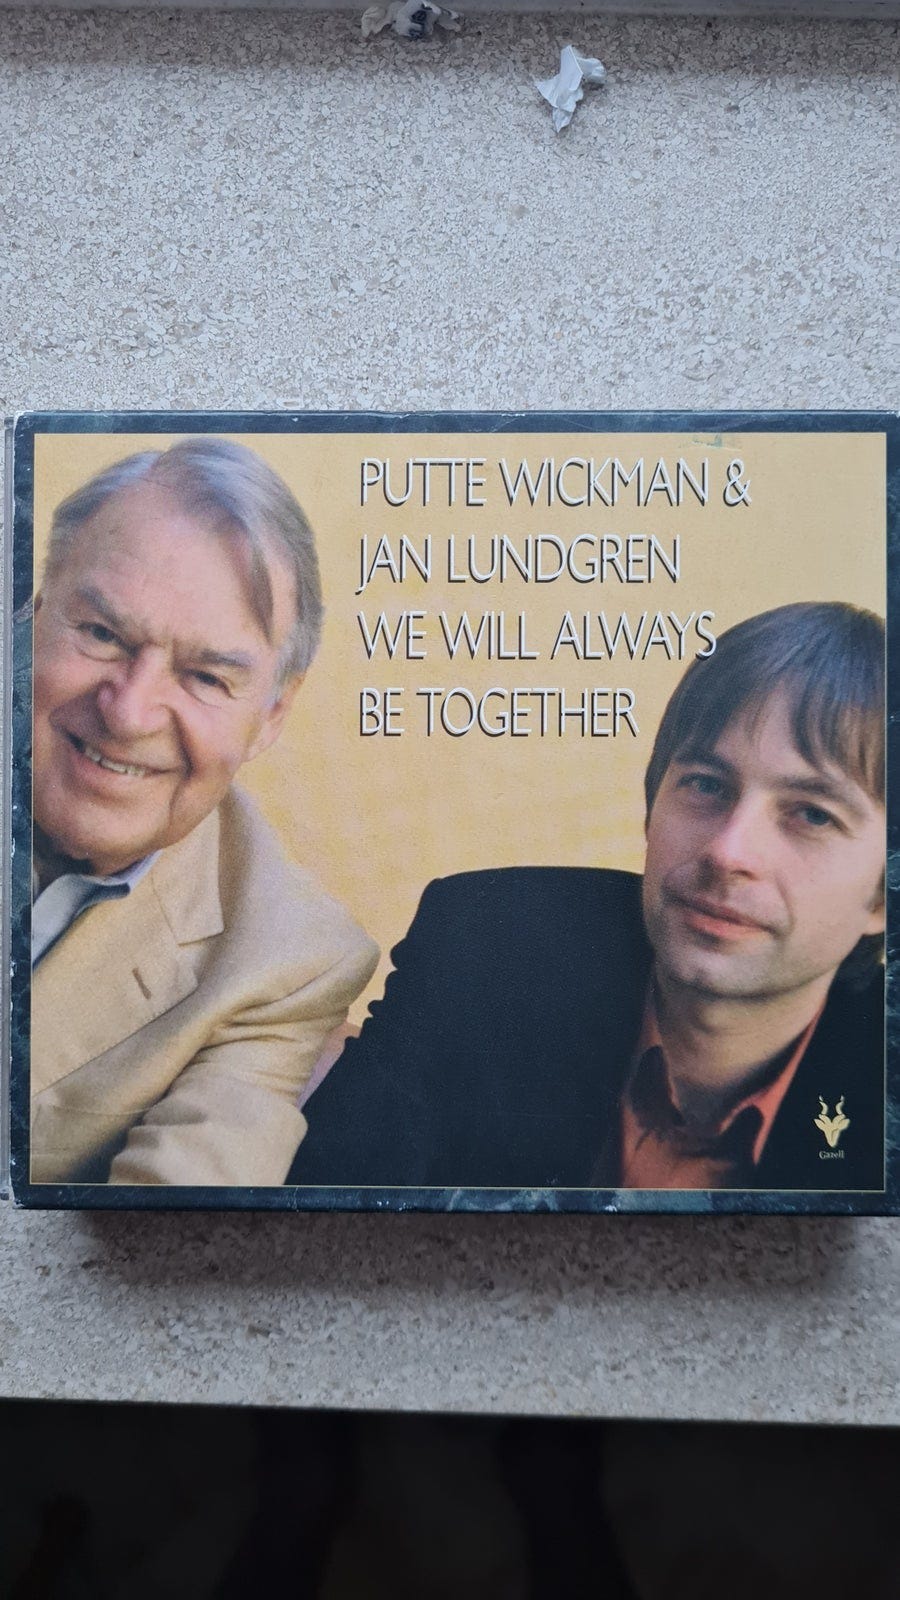 PUTTE WICKMAN &
JAN LUNDGREN
WE WILL ALWAYS
BE TOGETHER
Gazell